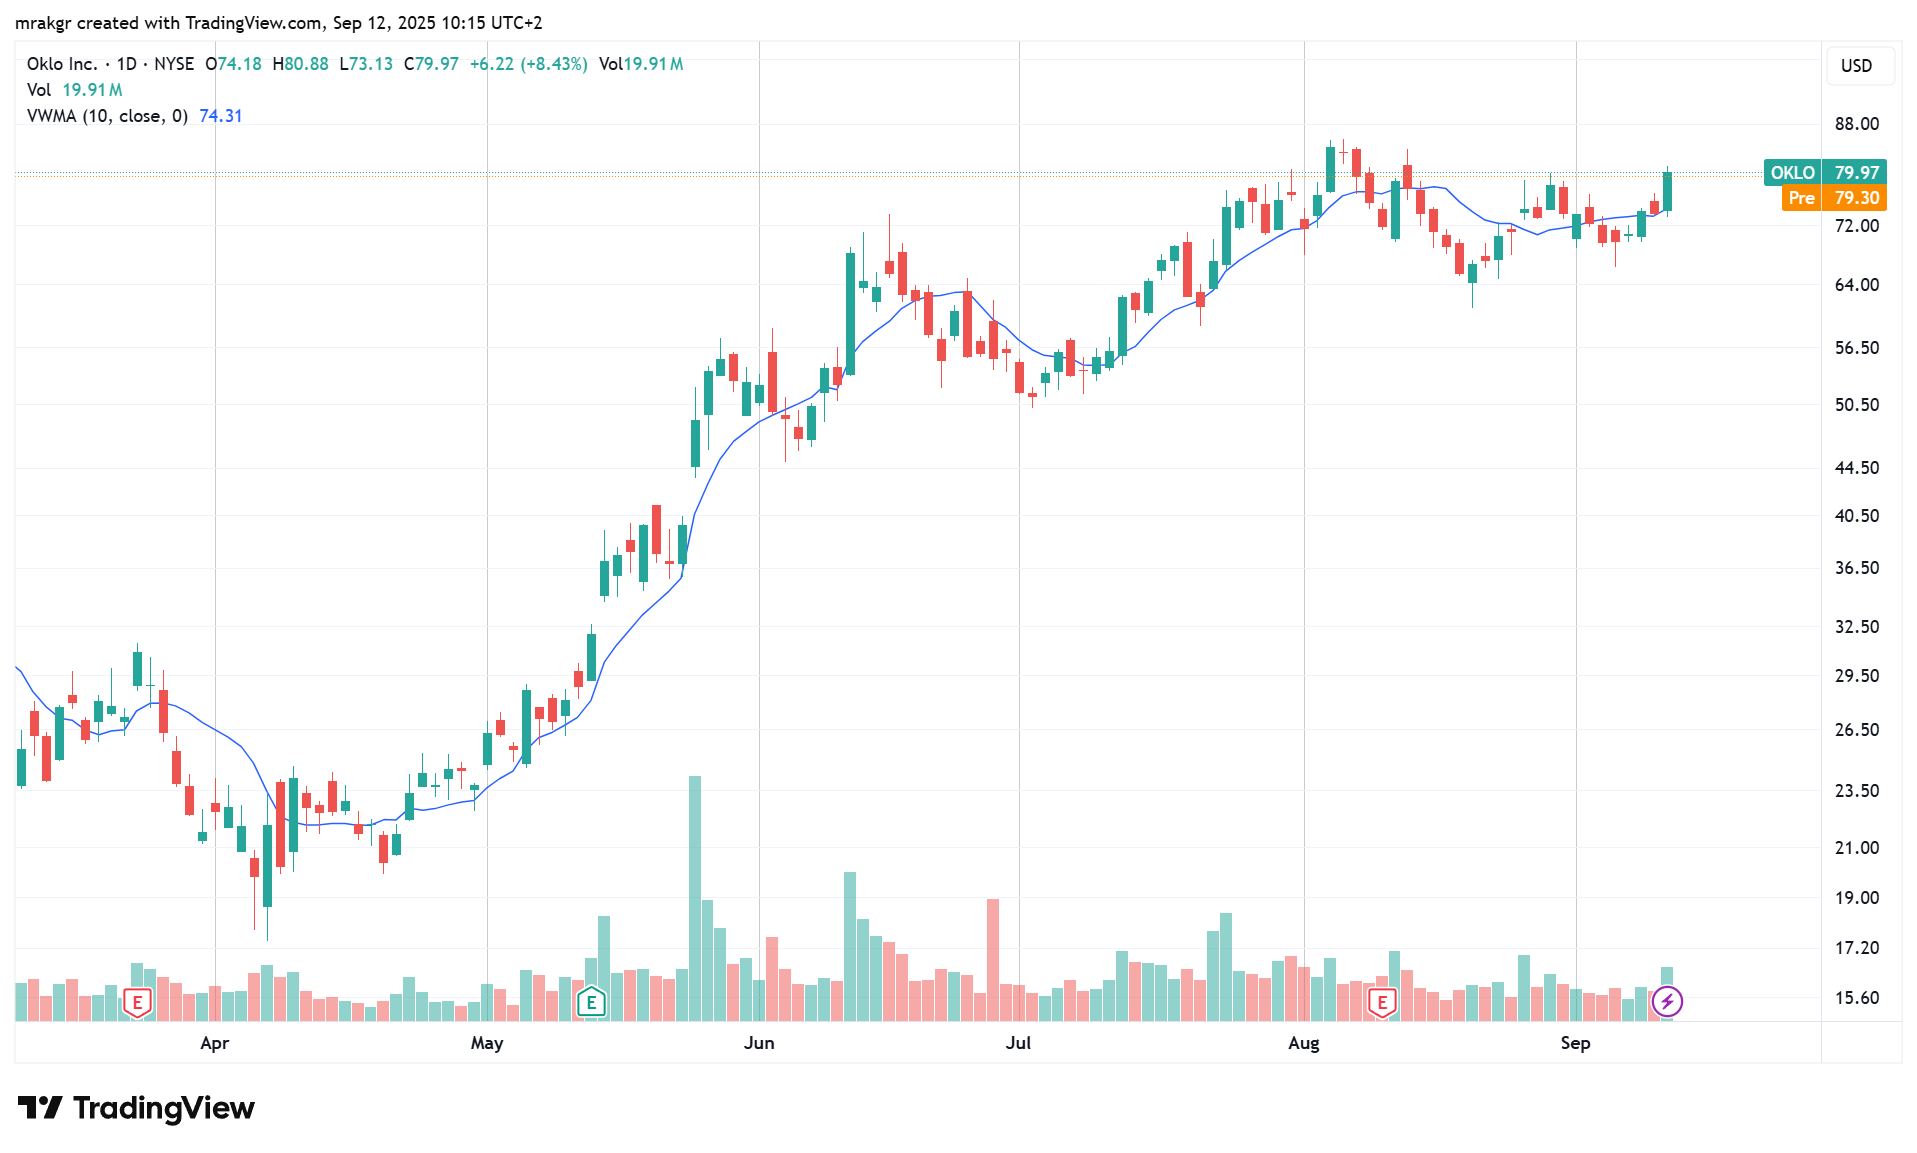 mrakgr created with TradingView.com, Sep 12, 2025 10:15 UTC+2
Oklo Inc. · 1D · NYSE O74.18 H80.88 L73.13 C79.97 +6.22 (+8.43%) Vol19.91M
Vol 19.91M
VWMA (10, close, 0) 74.31
USD
88.00
OKLO 79.97
Pre 79.30
72.00
64.00
56.50
50.50
44.50
40.50
36.50
32.50
29.50
26.50
23.50
21.00
19.00
17.20
15.60
E E E
Apr May Jun Jul Aug Sep
TradingView